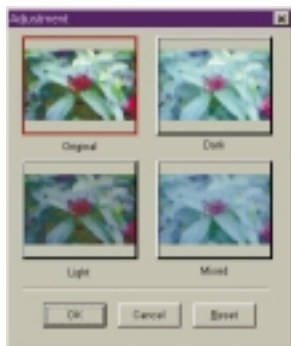 Adjustment
Original
Dark
Light
Mixed
OK
Cancel
Reset